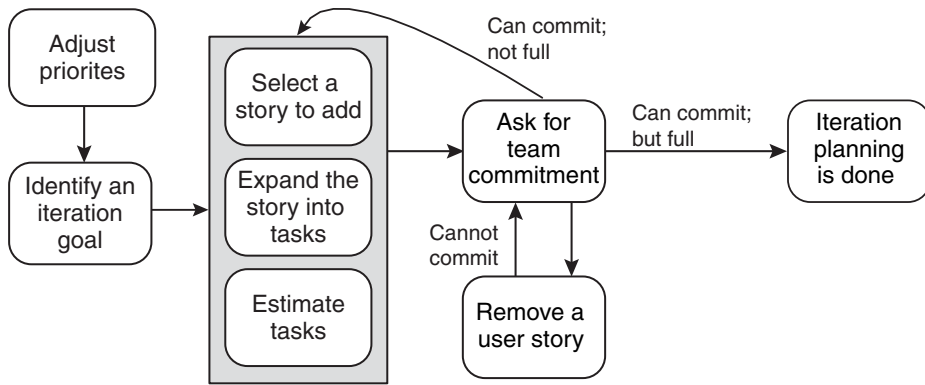 Adjust
priorites
Identify an
iteration
goal
Select a
story to add
Expand the
story into
tasks
Estimate
tasks
Can commit;
not full
Ask for
team
commitment
Cannot
commit
Remove a
user story
Can commit;
but full
Iteration
planning
is done